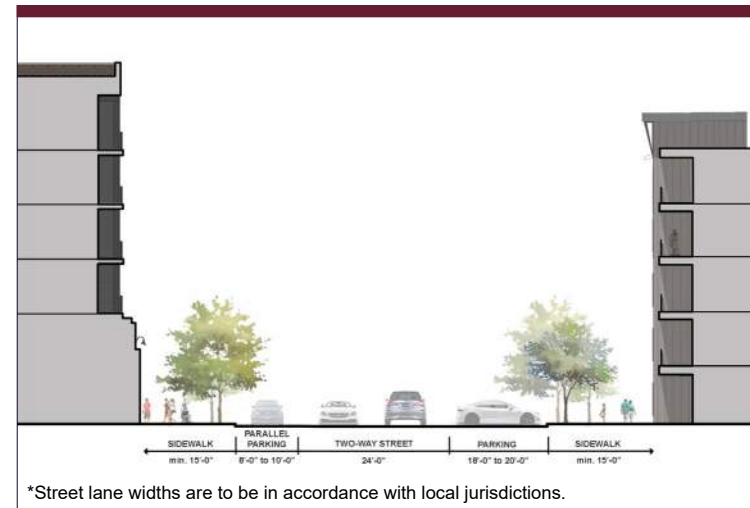 SIDEWALK
min. 15'-0"
PARALLEL
PARKING
8'-0" to 10'-0"
TWO-WAY STREET
24'-0"
PARKING
18'-0" to 20'-0"
SIDEWALK
min. 15'-0"
*Street lane widths are to be in accordance with local jurisdictions.